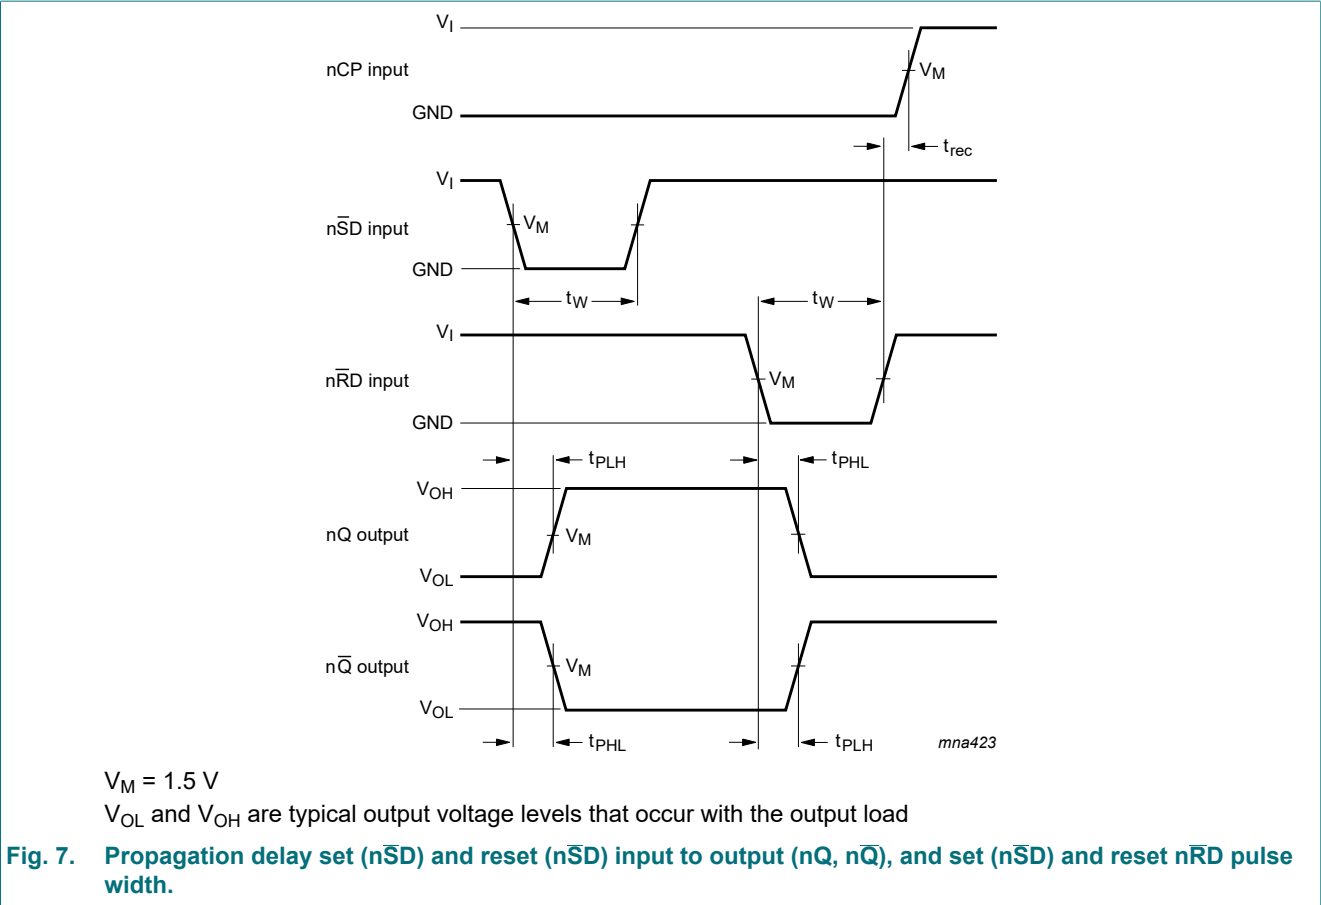 V_I
nCP input
V_M
GND
t_rec
V_I
nS̅D input
V_M
GND
t_W
t_W
V_I
nR̅D input
V_M
GND
t_PLH
t_PHL
V_OH
nQ output
V_M
V_OL
V_OH
nQ̅ output
V_M
V_OL
t_PHL
t_PLH
mna423
V_M = 1.5 V
V_OL and V_OH are typical output voltage levels that occur with the output load
Fig. 7. Propagation delay set (nS̅D) and reset (nS̅D) input to output (nQ, nQ̅), and set (nS̅D) and reset nR̅D pulse
width.